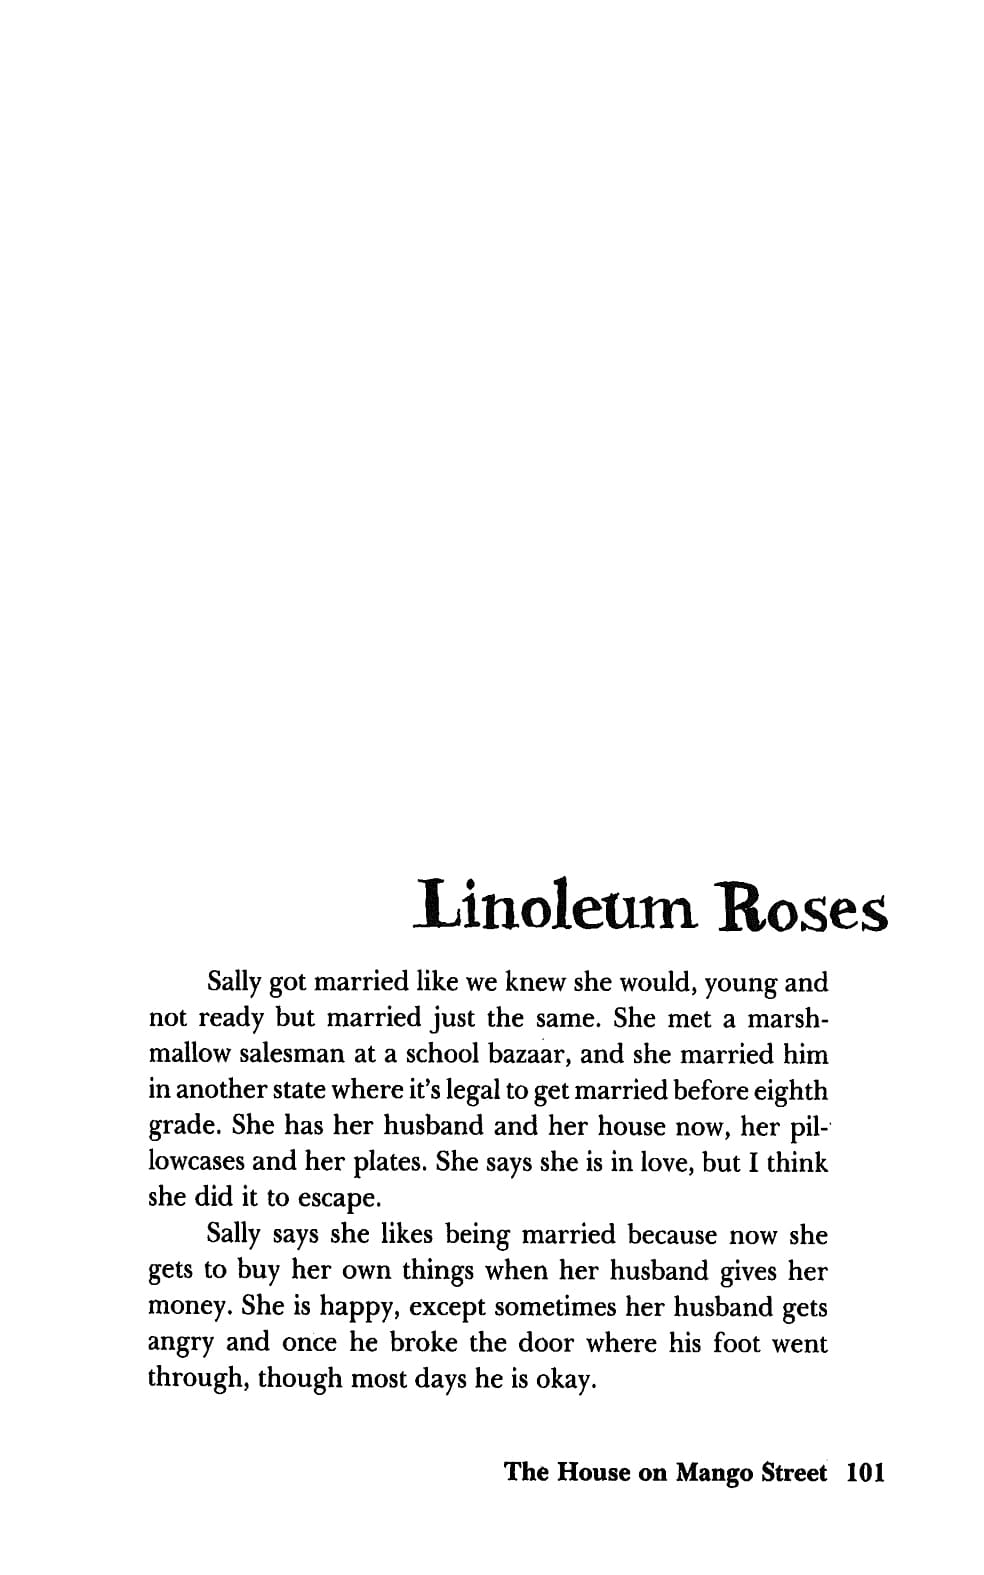 Linoleum Roses
Sally got married like we knew she would, young and
not ready but married just the same. She met a marsh-
mallow salesman at a school bazaar, and she married him
in another state where it's legal to get married before eighth
grade. She has her husband and her house now, her pil-
lowcases and her plates. She says she is in love, but I think
she did it to escape.
Sally says she likes being married because now she
gets to buy her own things when her husband gives her
money. She is happy, except sometimes her husband gets
angry and once he broke the door where his foot went
through, though most days he is okay.
The House on Mango Street 101